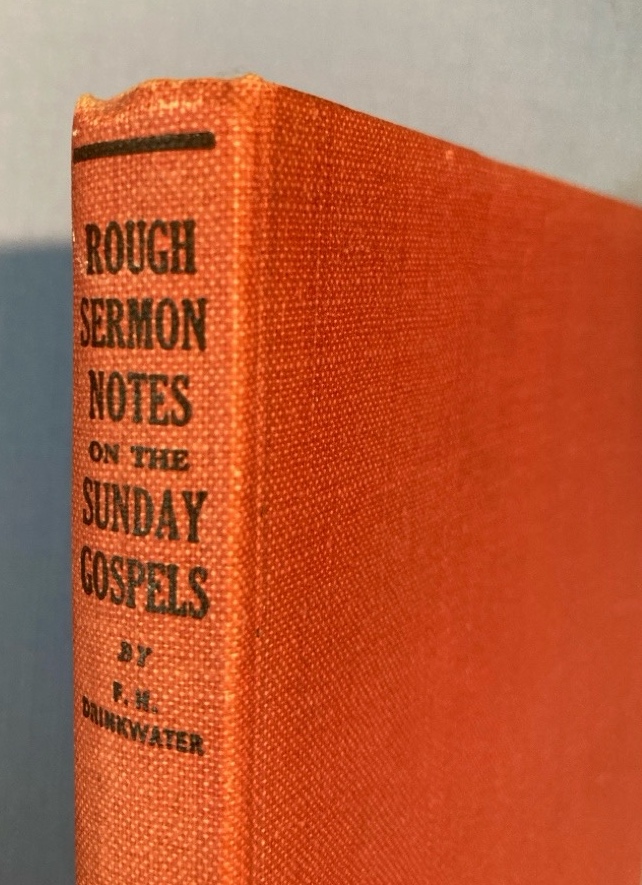 ROUGH
SERMON
NOTES
ON THE
SUNDAY
GOSPELS
BY
F. H.
DRINKWATER